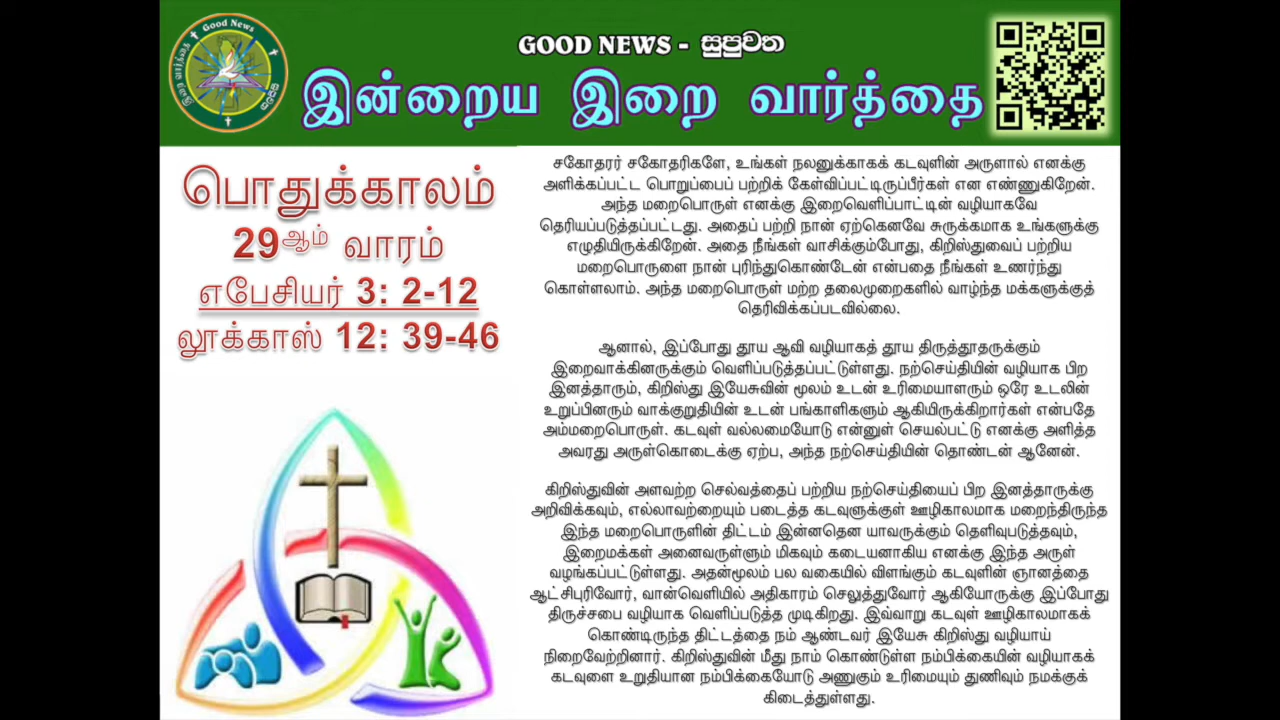 Good News
GOOD NEWS - සුපුවත
இன்றைய இறை வார்த்தை
பொதுக்காலம்
29ஆம் வாரம்
எபேசியர் 3: 2-12
லூக்காஸ் 12: 39-46
சகோதரர் சகோதரிகளே, உங்கள் நலனுக்காகக் கடவுளின் அருளால் எனக்கு
அளிக்கப்பட்ட பொறுப்பைப் பற்றிக் கேள்விப்பட்டிருப்பீர்கள் என எண்ணுகிறேன்.
அந்த மறைபொருள் எனக்கு இறைவெளிப்பாட்டின் வழியாகவே
தெரியப்படுத்தப்பட்டது. அதைப் பற்றி நான் ஏற்கெனவே சுருக்கமாக உங்களுக்கு
எழுதியிருக்கிறேன். அதை நீங்கள் வாசிக்கும்போது, கிறிஸ்துவைப் பற்றிய
மறைபொருளை நான் புரிந்துகொண்டேன் என்பதை நீங்கள் உணர்ந்து
கொள்ளலாம். அந்த மறைபொருள் மற்ற தலைமுறைகளில் வாழ்ந்த மக்களுக்குத்
தெரிவிக்கப்படவில்லை.
ஆனால், இப்போது தூய ஆவி வழியாகத் தூய திருத்தூதருக்கும்
இறைவாக்கினருக்கும் வெளிப்படுத்தப்பட்டுள்ளது. நற்செய்தியின் வழியாக பிற
இனத்தாரும், கிறிஸ்து இயேசுவின் மூலம் உடன் உரிமையாளரும் ஒரே உடலின்
உறுப்பினரும் வாக்குறுதியின் உடன் பங்காளிகளும் ஆகியிருக்கிறார்கள் என்பதே
அம்மறைபொருள். கடவுள் வல்லமையோடு என்னுள் செயல்பட்டு எனக்கு அளித்த
அவரது அருள்கொடைக்கு ஏற்ப, அந்த நற்செய்தியின் தொண்டன் ஆனேன்.
கிறிஸ்துவின் அளவற்ற செல்வத்தைப் பற்றிய நற்செய்தியைப் பிற இனத்தாருக்கு
அறிவிக்கவும், எல்லாவற்றையும் படைத்த கடவுளுக்குள் ஊழிகாலமாக மறைந்திருந்த
இந்த மறைபொருளின் திட்டம் இன்னதென யாவருக்கும் தெளிவுபடுத்தவும்,
இறைமக்கள் அனைவருள்ளும் மிகவும் கடையனாகிய எனக்கு இந்த அருள்
வழங்கப்பட்டுள்ளது. அதன்மூலம் பல வகையில் விளங்கும் கடவுளின் ஞானத்தை
ஆட்சிபுரிவோர், வான்வெளியில் அதிகாரம் செலுத்துவோர் ஆகியோருக்கு இப்போது
திருச்சபை வழியாக வெளிப்படுத்த முடிகிறது. இவ்வாறு கடவுள் ஊழிகாலமாகக்
கொண்டிருந்த திட்டத்தை நம் ஆண்டவர் இயேசு கிறிஸ்து வழியாய்
நிறைவேற்றினார். கிறிஸ்துவின் மீது நாம் கொண்டுள்ள நம்பிக்கையின் வழியாகக்
கடவுளை உறுதியான நம்பிக்கையோடு அணுகும் உரிமையும் துணிவும் நமக்குக்
கிடைத்துள்ளது.